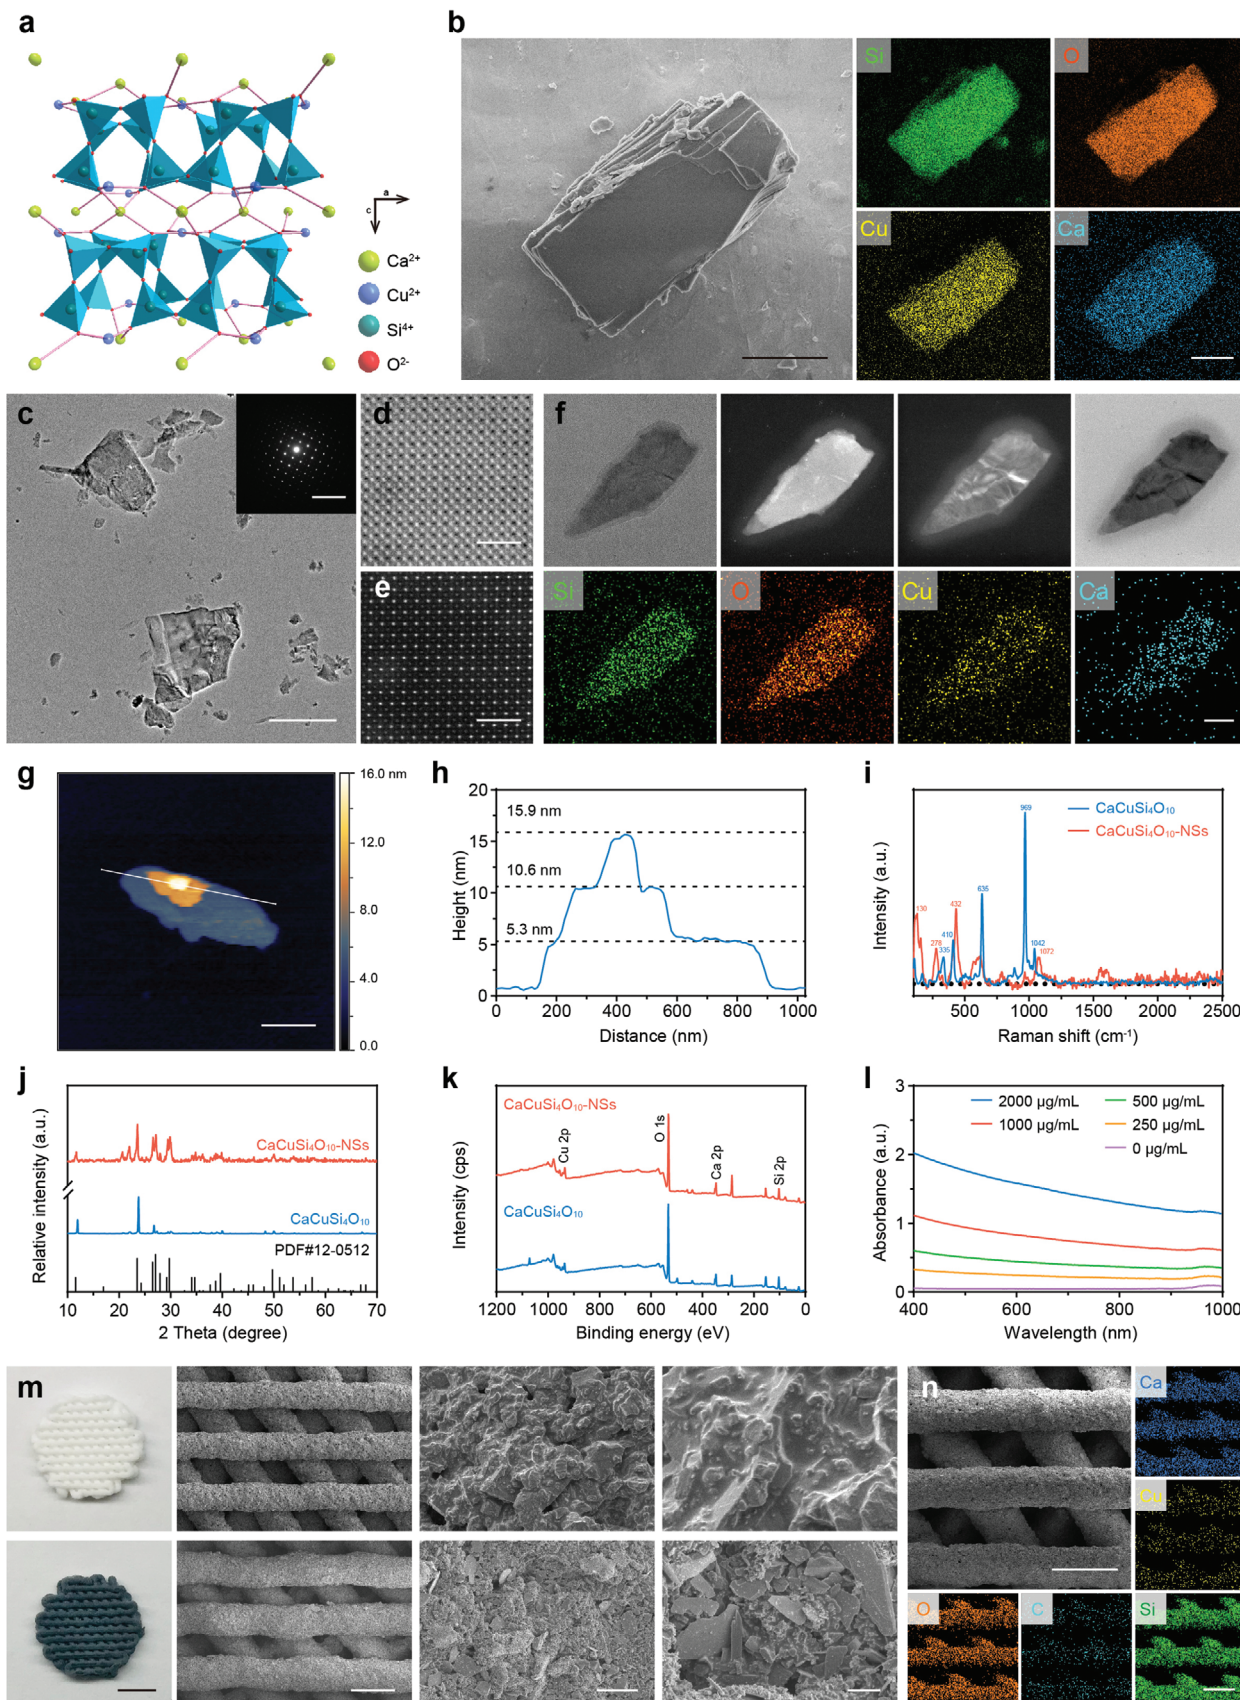 a
a
c
Ca²⁺
Cu²⁺
Si⁴⁺
O²⁻
b
Si
O
Cu
Ca
c
d
e
f
Si
O
Cu
Ca
g
16.0 nm
12.0
8.0
4.0
0.0
h
20
15
10
5
0
15.9 nm
10.6 nm
5.3 nm
Height (nm)
0 200 400 600 800 1000
Distance (nm)
i
CaCuSi₄O₁₀
CaCuSi₄O₁₀-NSs
969
130
278
335
410
432
635
1042
1072
Intensity (a.u.)
500 1000 1500 2000 2500
Raman shift (cm⁻¹)
j
CaCuSi₄O₁₀-NSs
CaCuSi₄O₁₀
PDF#12-0512
Relative intensity (a.u.)
10 20 30 40 50 60 70
2 Theta (degree)
k
CaCuSi₄O₁₀-NSs
Cu 2p
O 1s
Ca 2p
Si 2p
CaCuSi₄O₁₀
Intensity (cps)
1200 1000 800 600 400 200 0
Binding energy (eV)
l
3
2
1
0
2000 µg/mL
1000 µg/mL
500 µg/mL
250 µg/mL
0 µg/mL
Absorbance (a.u.)
400 600 800 1000
Wavelength (nm)
m
n
Ca
Cu
O
C
Si